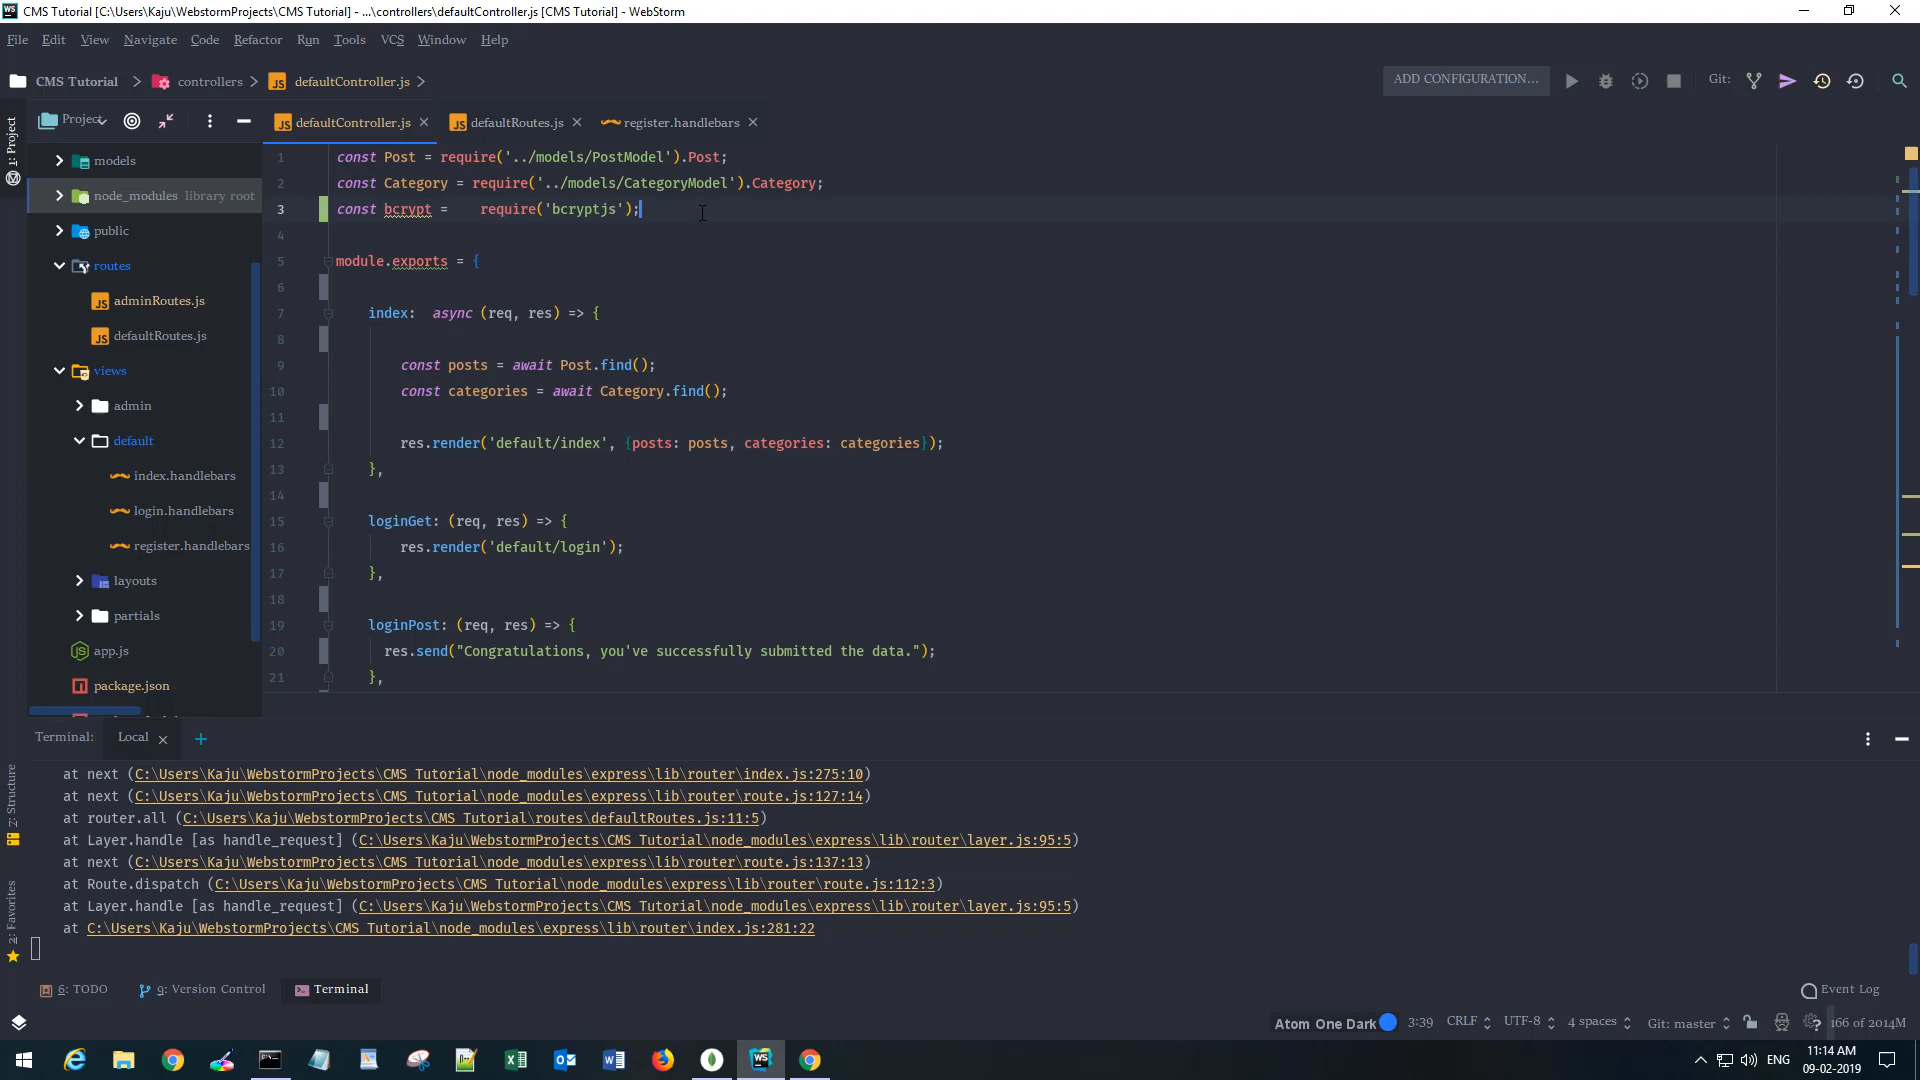 WS CMS Tutorial [C:\Users\Kaju\WebstormProjects\CMS Tutorial] - ...\controllers\defaultController.js [CMS Tutorial] - WebStorm
File Edit View Navigate Code Refactor Run Tools VCS Window Help
CMS Tutorial controllers JS defaultController.js ADD CONFIGURATION... Git:
1: Project
Project
JS defaultController.js JS defaultRoutes.js register.handlebars
models
node_modules library root
public
routes
JS adminRoutes.js
JS defaultRoutes.js
views
admin
default
index.handlebars
login.handlebars
register.handlebars
layouts
partials
app.js
package.json
1 const Post = require('../models/PostModel').Post;
2 const Category = require('../models/CategoryModel').Category;
3 const bcrypt =    require('bcryptjs');
4
5 module.exports = {
6
7 index:  async (req, res) => {
8
9 const posts = await Post.find();
10 const categories = await Category.find();
11
12 res.render('default/index', {posts: posts, categories: categories});
13 },
14
15 loginGet: (req, res) => {
16 res.render('default/login');
17 },
18
19 loginPost: (req, res) => {
20 res.send("Congratulations, you've successfully submitted the data.");
21 },
Terminal: Local
7: Structure
2: Favorites
at next (C:\Users\Kaju\WebstormProjects\CMS Tutorial\node_modules\express\lib\router\index.js:275:10)
at next (C:\Users\Kaju\WebstormProjects\CMS Tutorial\node_modules\express\lib\router\route.js:127:14)
at router.all (C:\Users\Kaju\WebstormProjects\CMS Tutorial\routes\defaultRoutes.js:11:5)
at Layer.handle [as handle_request] (C:\Users\Kaju\WebstormProjects\CMS Tutorial\node_modules\express\lib\router\layer.js:95:5)
at next (C:\Users\Kaju\WebstormProjects\CMS Tutorial\node_modules\express\lib\router\route.js:137:13)
at Route.dispatch (C:\Users\Kaju\WebstormProjects\CMS Tutorial\node_modules\express\lib\router\route.js:112:3)
at Layer.handle [as handle_request] (C:\Users\Kaju\WebstormProjects\CMS Tutorial\node_modules\express\lib\router\layer.js:95:5)
at C:\Users\Kaju\WebstormProjects\CMS Tutorial\node_modules\express\lib\router\index.js:281:22
6: TODO 9: Version Control Terminal Event Log
Atom One Dark 3:39 CRLF UTF-8 4 spaces Git: master 166 of 2014M
WS ENG 11:14 AM
09-02-2019